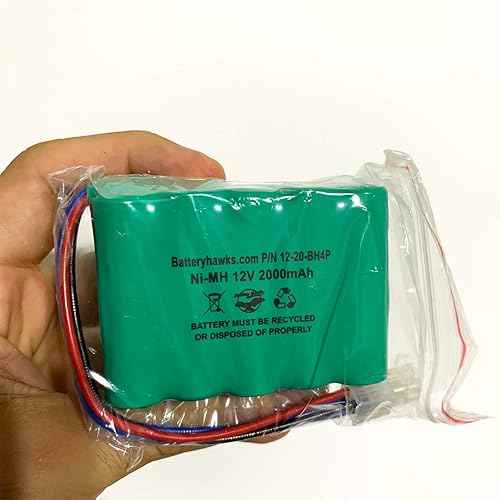 Batteryhawks.com P/N 12-20-BH4P
Ni-MH 12V 2000mAh
BATTERY MUST BE RECYCLED
OR DISPOSED OF PROPERLY